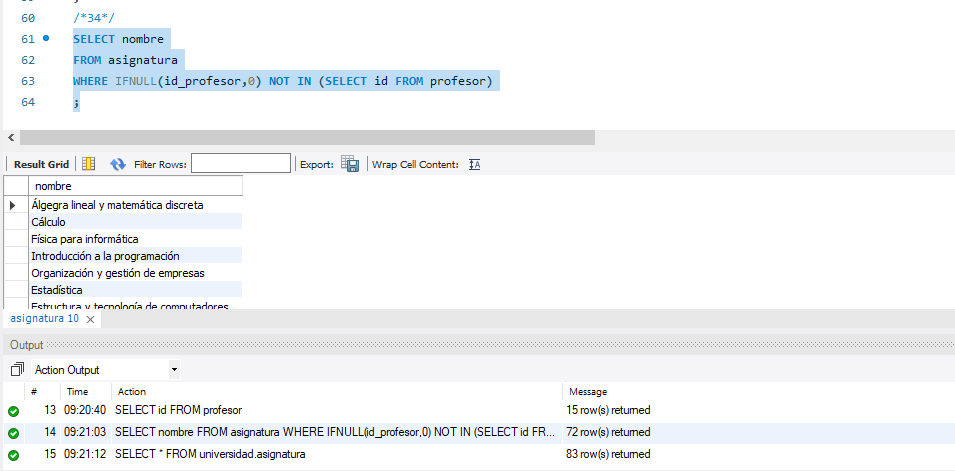 60 /*34*/
61 SELECT nombre
62 FROM asignatura
63 WHERE IFNULL(id_profesor,0) NOT IN (SELECT id FROM profesor)
64 ;
Result Grid Filter Rows: Export: Wrap Cell Content: IA
nombre
Álgegra lineal y matemática discreta
Cálculo
Física para informática
Introducción a la programación
Organización y gestión de empresas
Estadística
Estructura y tecnología de computadores
asignatura 10
Output
Action Output
# Time Action Message
13 09:20:40 SELECT id FROM profesor 15 row(s) returned
14 09:21:03 SELECT nombre FROM asignatura WHERE IFNULL(id_profesor,0) NOT IN (SELECT id FR... 72 row(s) returned
15 09:21:12 SELECT * FROM universidad.asignatura 83 row(s) returned